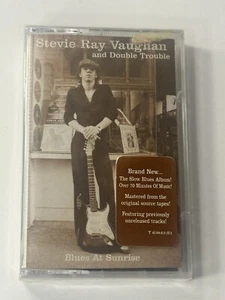 Stevie Ray Vaughan
and Double Trouble
Brand New...
The Slow Blues Album!
Over 70 Minutes Of Music!
Mastered from the
original source tapes!
Featuring previously
unreleased tracks!
Blues At Sunrise